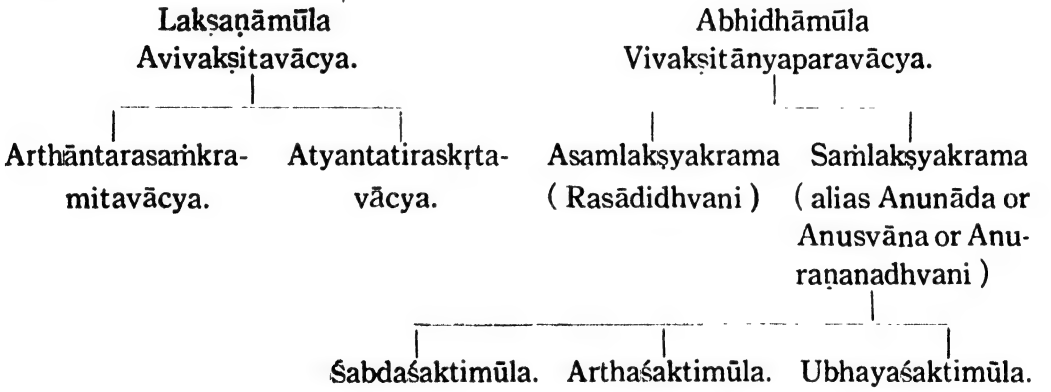 Lakṣaṇāmūla Abhidhāmūla
Avivakṣitavācya. Vivakṣitānyaparavācya.
Arthāntarasaṁkra- Atyantatiraskṛta- Asamlakṣyakrama Saṁlakṣyakrama
mitavācya. vācya. ( Rasādidhvani ) ( alias Anunāda or
Anusvāna or Anu-
raṇanadhvani )
Śabdaśaktimūla. Arthaśaktimūla. Ubhayaśaktimūla.